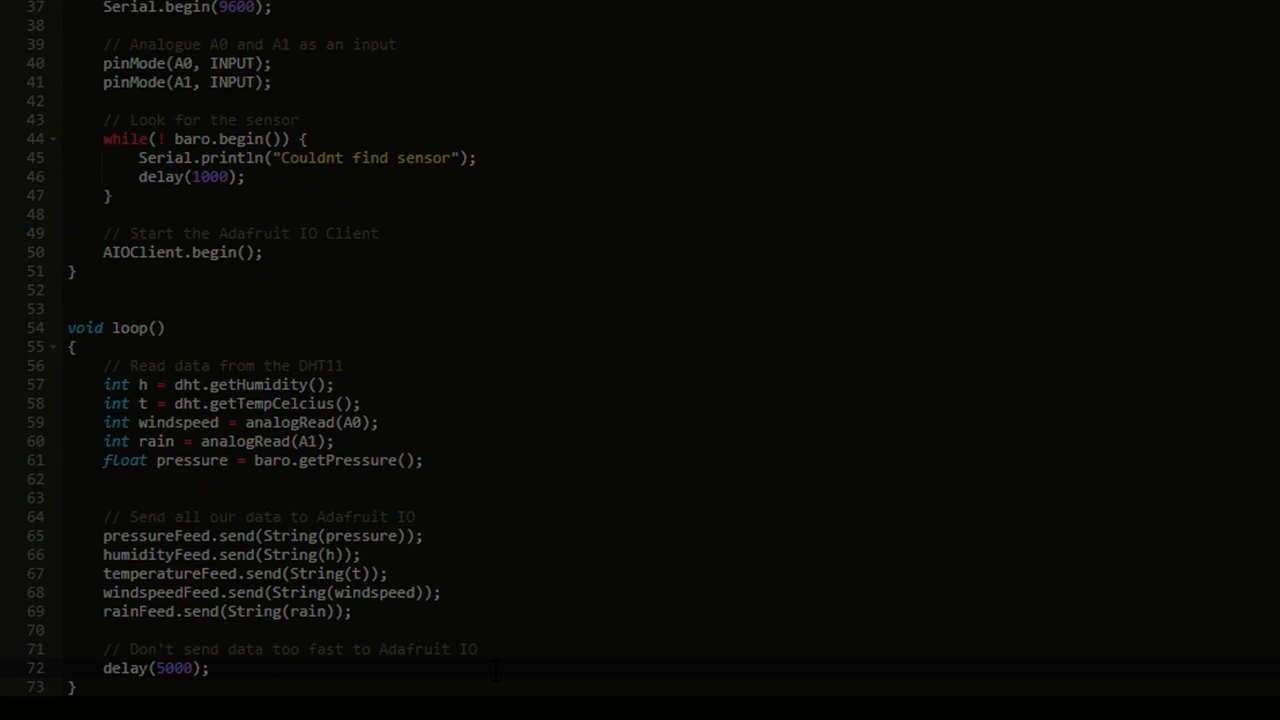 37 Serial.begin(9600);
38
39 // Analogue A0 and A1 as an input
40 pinMode(A0, INPUT);
41 pinMode(A1, INPUT);
42
43 // Look for the sensor
44 while(! baro.begin()) {
45 Serial.println("Couldnt find sensor");
46 delay(1000);
47 }
48
49 // Start the Adafruit IO Client
50 AIOClient.begin();
51 }
52
53
54 void loop()
55 {
56 // Read data from the DHT11
57 int h = dht.getHumidity();
58 int t = dht.getTempCelcius();
59 int windspeed = analogRead(A0);
60 int rain = analogRead(A1);
61 float pressure = baro.getPressure();
62
63
64 // Send all our data to Adafruit IO
65 pressureFeed.send(String(pressure));
66 humidityFeed.send(String(h));
67 temperatureFeed.send(String(t));
68 windspeedFeed.send(String(windspeed));
69 rainFeed.send(String(rain));
70
71 // Don't send data too fast to Adafruit IO
72 delay(5000);
73 }